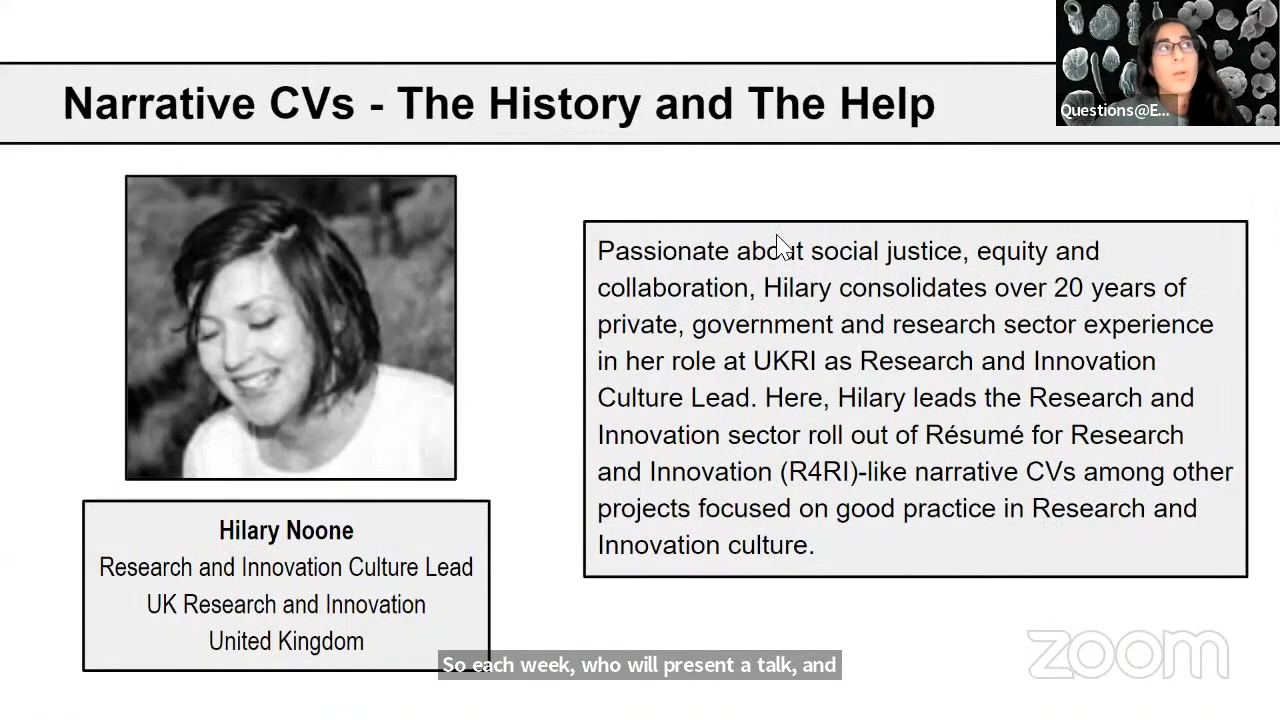 Narrative CVs - The History and The Help
Questions@E...
Passionate about social justice, equity and
collaboration, Hilary consolidates over 20 years of
private, government and research sector experience
in her role at UKRI as Research and Innovation
Culture Lead. Here, Hilary leads the Research and
Innovation sector roll out of Résumé for Research
and Innovation (R4RI)-like narrative CVs among other
projects focused on good practice in Research and
Innovation culture.
Hilary Noone
Research and Innovation Culture Lead
UK Research and Innovation
United Kingdom
So each week, who will present a talk, and
zoom